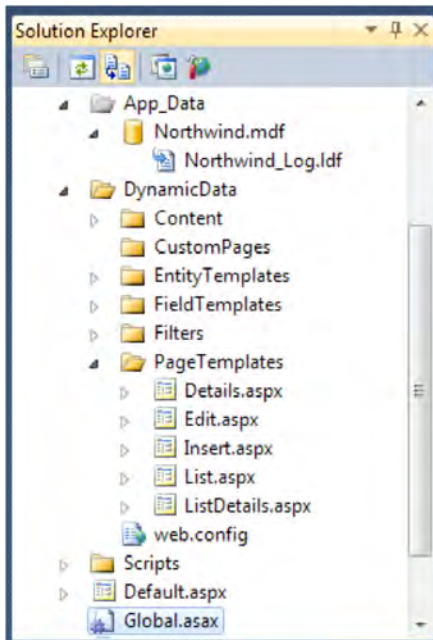 Solution Explorer
App_Data
Northwind.mdf
Northwind_Log.ldf
DynamicData
Content
CustomPages
EntityTemplates
FieldTemplates
Filters
PageTemplates
Details.aspx
Edit.aspx
Insert.aspx
List.aspx
ListDetails.aspx
web.config
Scripts
Default.aspx
Global.asax